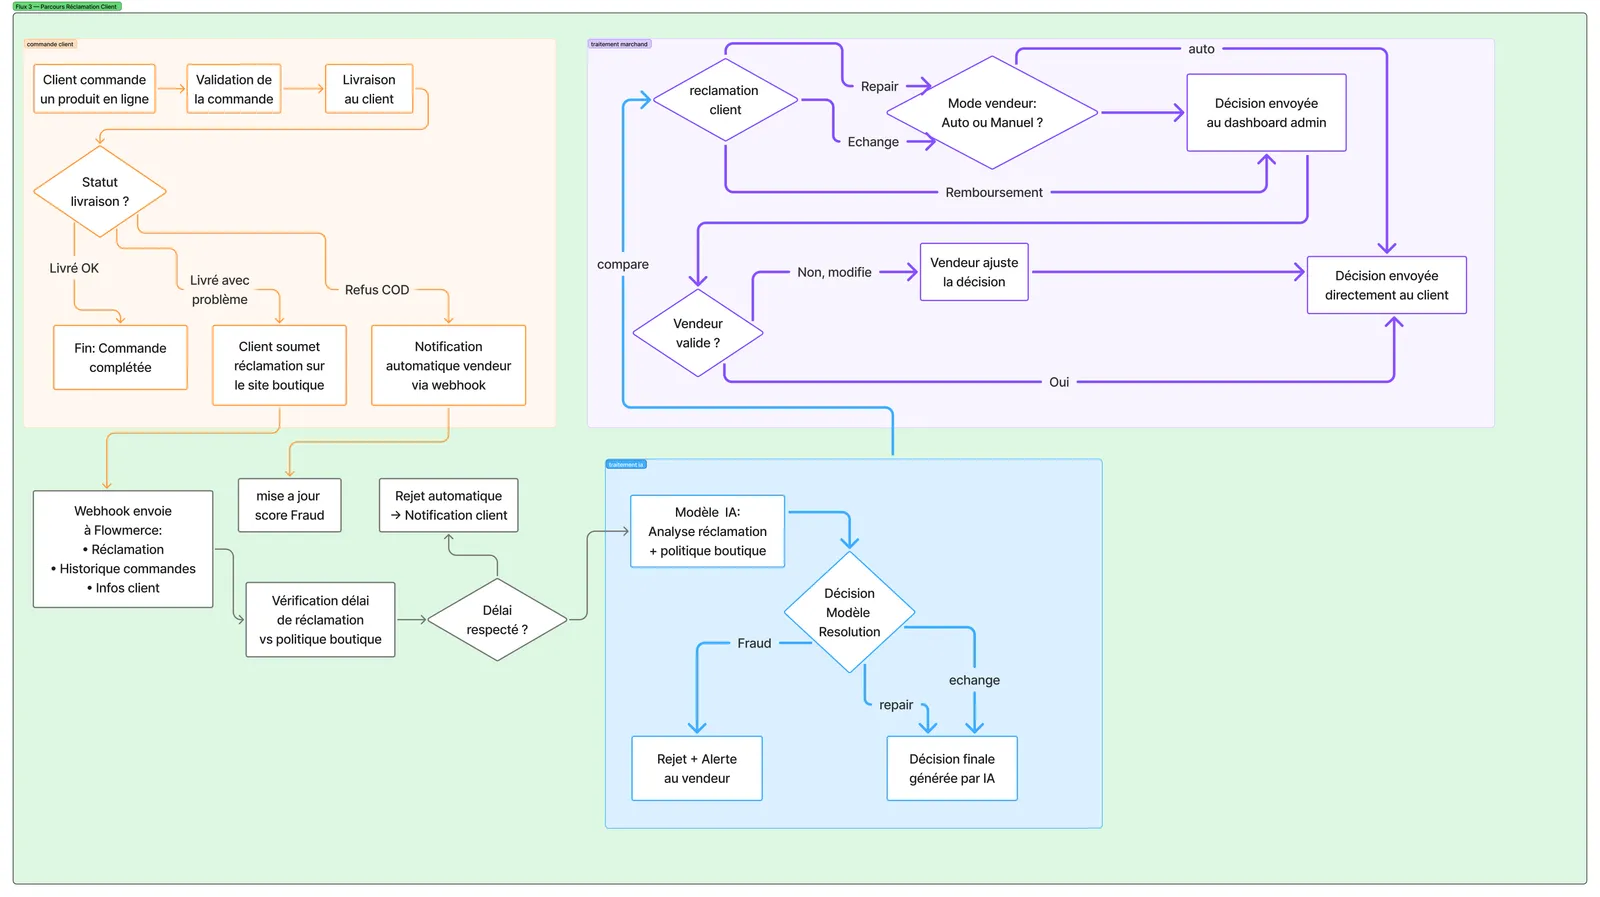 Flux 3 — Parcours Réclamation Client
commande client
Client commande
un produit en ligne
Validation de
la commande
Livraison
au client
Statut
livraison ?
Livré OK
Livré avec
problème
Refus COD
Fin: Commande
complétée
Client soumet
réclamation sur
le site boutique
Notification
automatique vendeur
via webhook
traitement marchand
reclamation
client
Repair
Echange
Remboursement
Mode vendeur:
Auto ou Manuel ?
auto
Décision envoyée
au dashboard admin
compare
Vendeur
valide ?
Non, modifie
Vendeur ajuste
la décision
Décision envoyée
directement au client
Oui
Webhook envoie
à Flowmerce:
• Réclamation
• Historique commandes
• Infos client
mise a jour
score Fraud
Rejet automatique
→ Notification client
Vérification délai
de réclamation
vs politique boutique
Délai
respecté ?
traitement ia
Modèle IA:
Analyse réclamation
+ politique boutique
Décision
Modèle
Resolution
Fraud
echange
repair
Rejet + Alerte
au vendeur
Décision finale
générée par IA